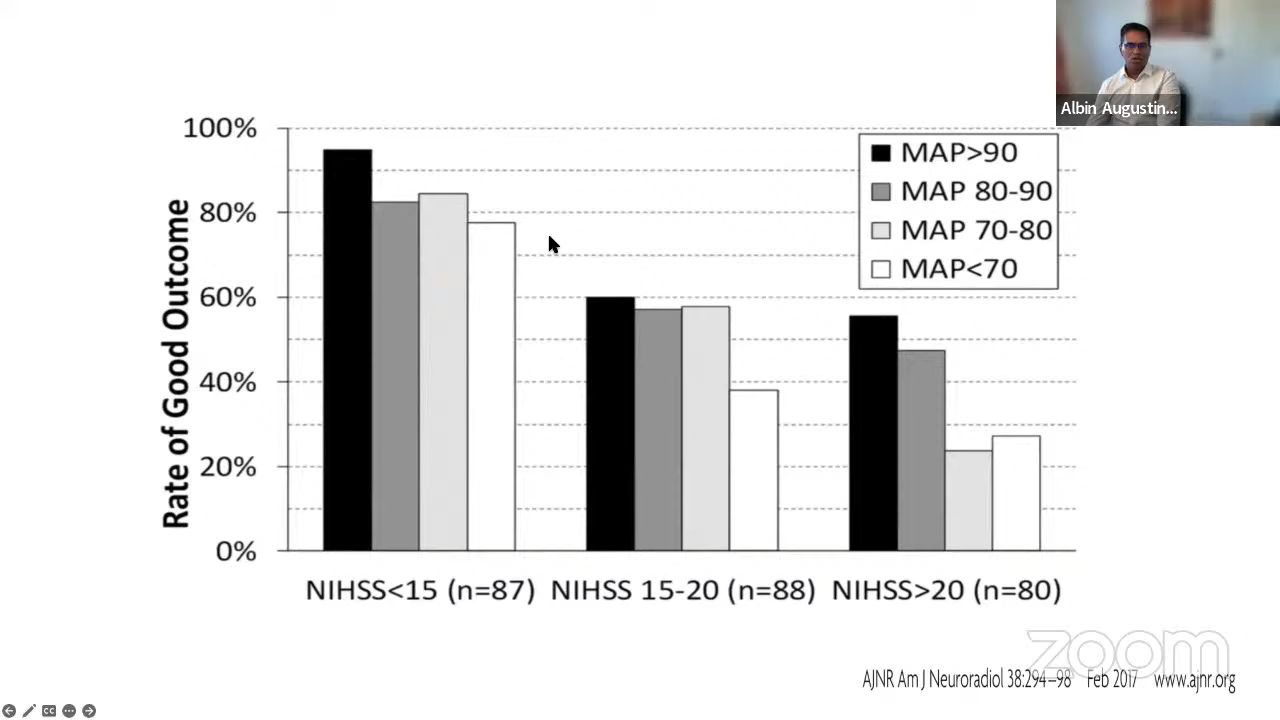 Albin Augustin...
100%
80%
60%
40%
20%
0%
Rate of Good Outcome
MAP>90
MAP 80-90
MAP 70-80
MAP<70
NIHSS<15 (n=87) NIHSS 15-20 (n=88) NIHSS>20 (n=80)
zoom
AJNR Am J Neuroradiol 38:294–98 Feb 2017 www.ajnr.org
CC